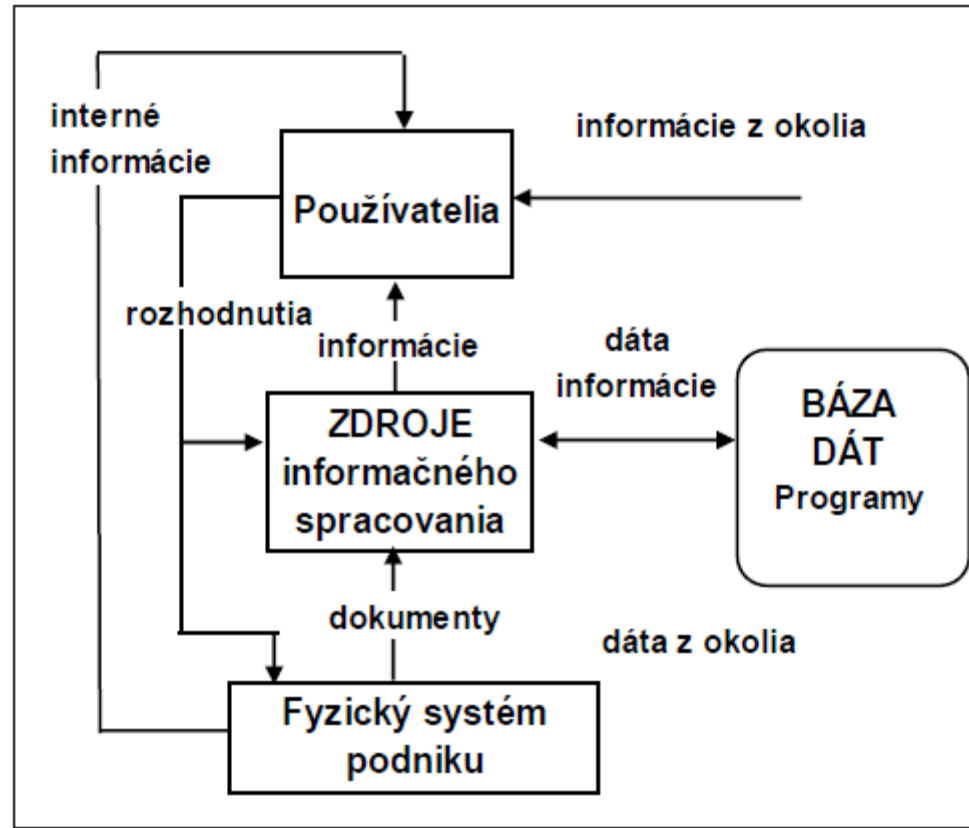 interné
informácie
informácie z okolia
Používatelia
rozhodnutia
informácie
dáta
informácie
ZDROJE
informačného
spracovania
BÁZA
DÁT
Programy
dokumenty
dáta z okolia
Fyzický systém
podniku